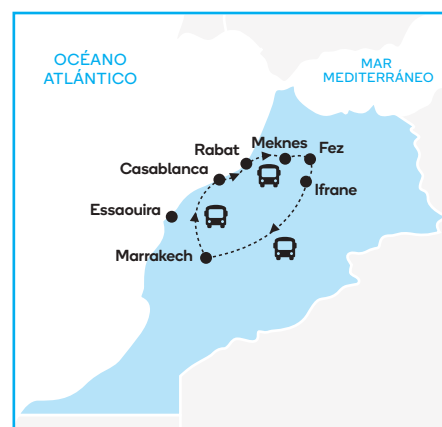 OCÉANO
ATLÁNTICO
MAR
MEDITERRÁNEO
Rabat
Meknes
Fez
Casablanca
Ifrane
Essaouira
Marrakech